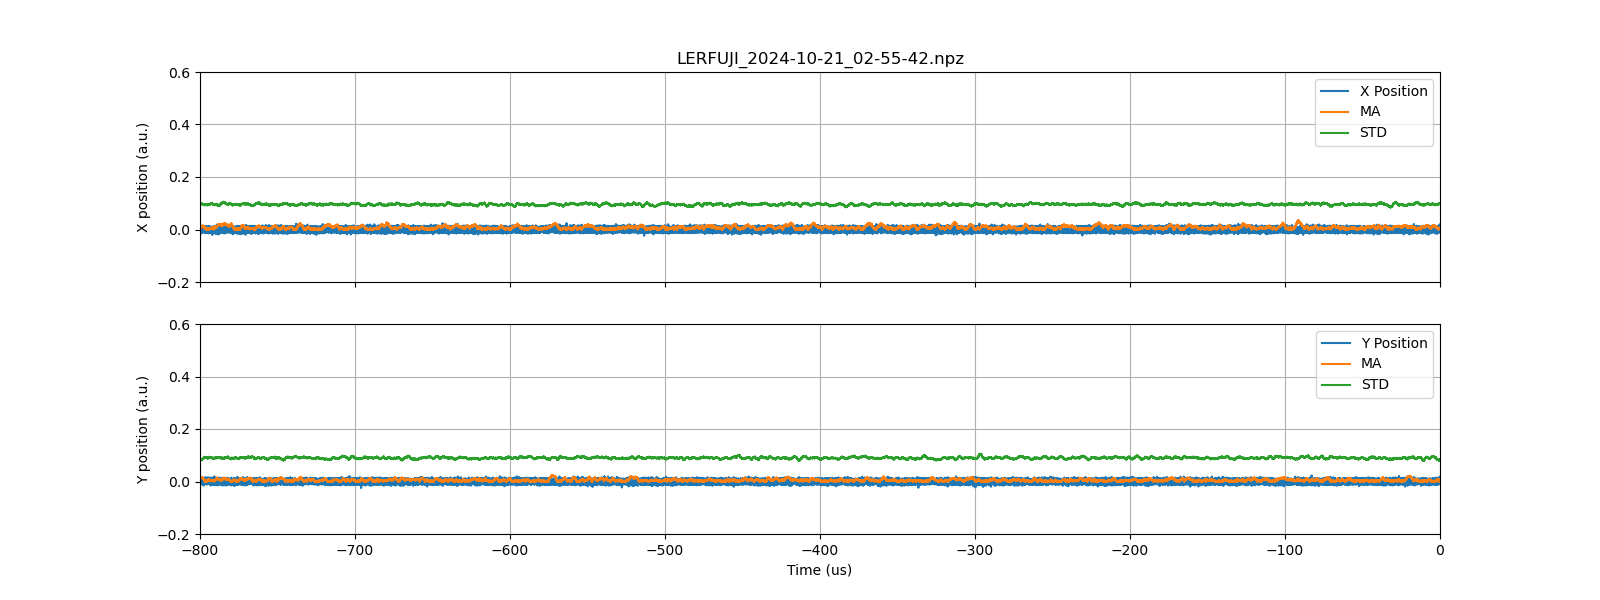 LERFUJI_2024-10-21_02-55-42.npz
X position (a.u.)
0.6
0.4
0.2
0.0
−0.2
X Position
MA
STD
Y position (a.u.)
0.6
0.4
0.2
0.0
−0.2
Y Position
MA
STD
−800 −700 −600 −500 −400 −300 −200 −100 0
Time (us)